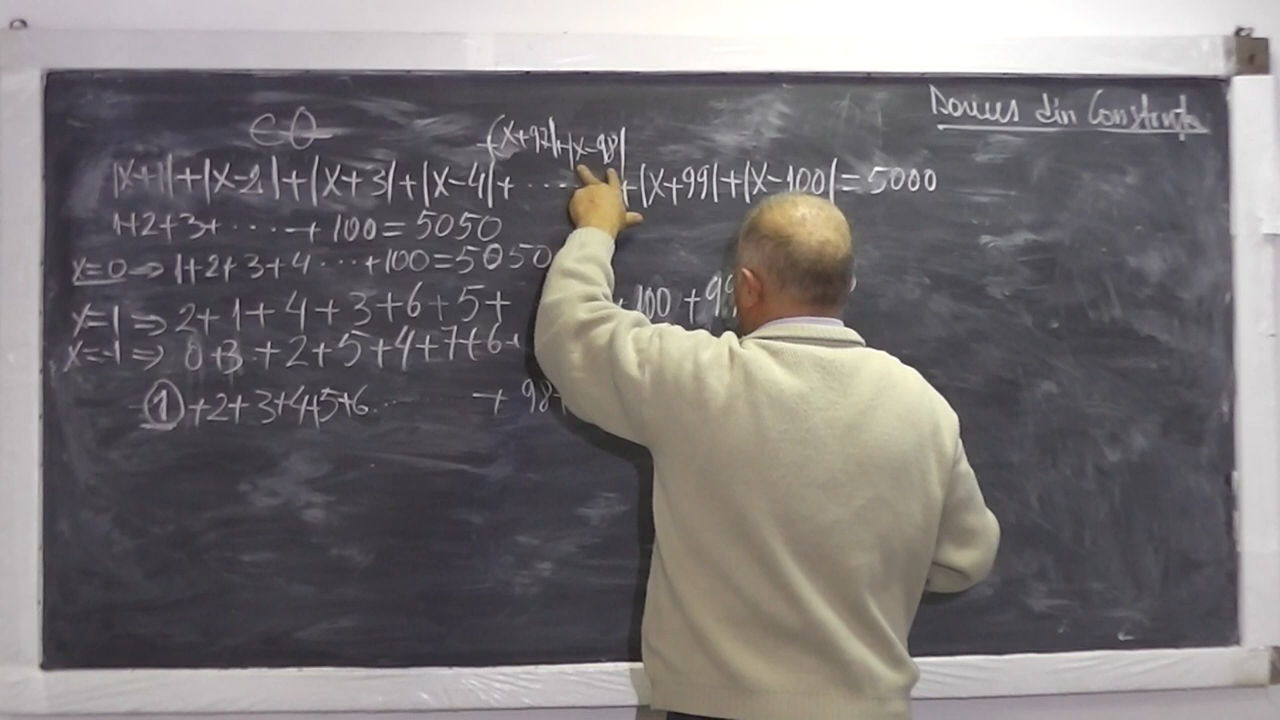 Darius din Constanța
+|x+97|+|x-98|
|x+1|+|x-2|+|x+3|+|x-4|+ ..... +|x+99|+|x-100|=5000
1+2+3+.....+100=5050
x=0⇒1+2+3+4...+100=5050
x=1⇒2+1+4+3+6+5+ +100+99
x=-1⇒0+3+2+5+4+7+6+
①+2+3+4+5+6..... +98+